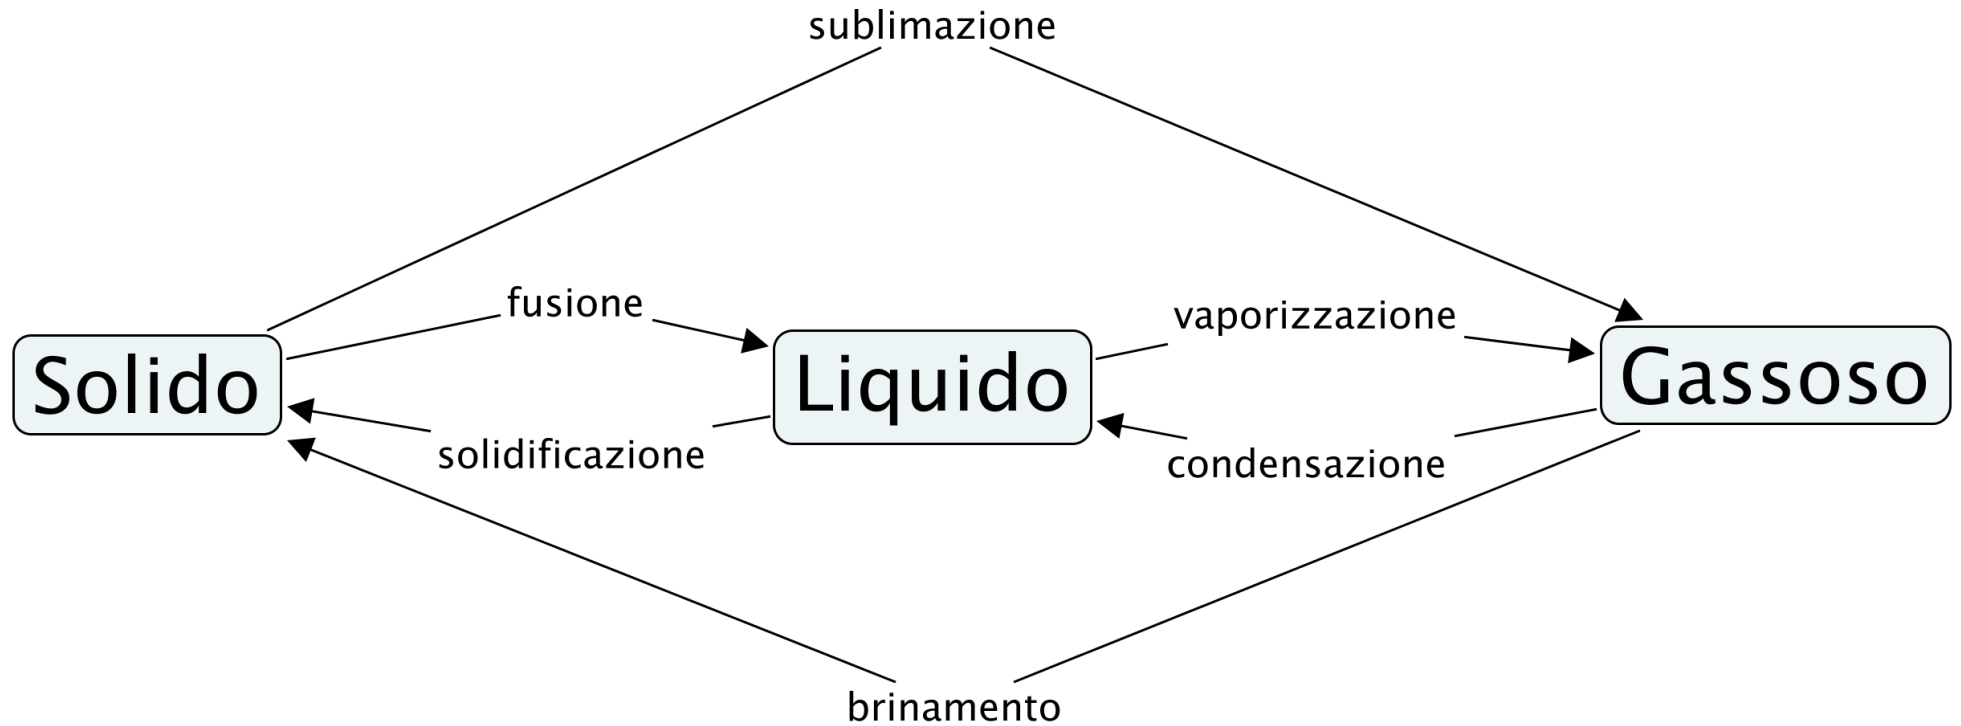 sublimazione
fusione
vaporizzazione
Solido
Liquido
Gassoso
solidificazione
condensazione
brinamento